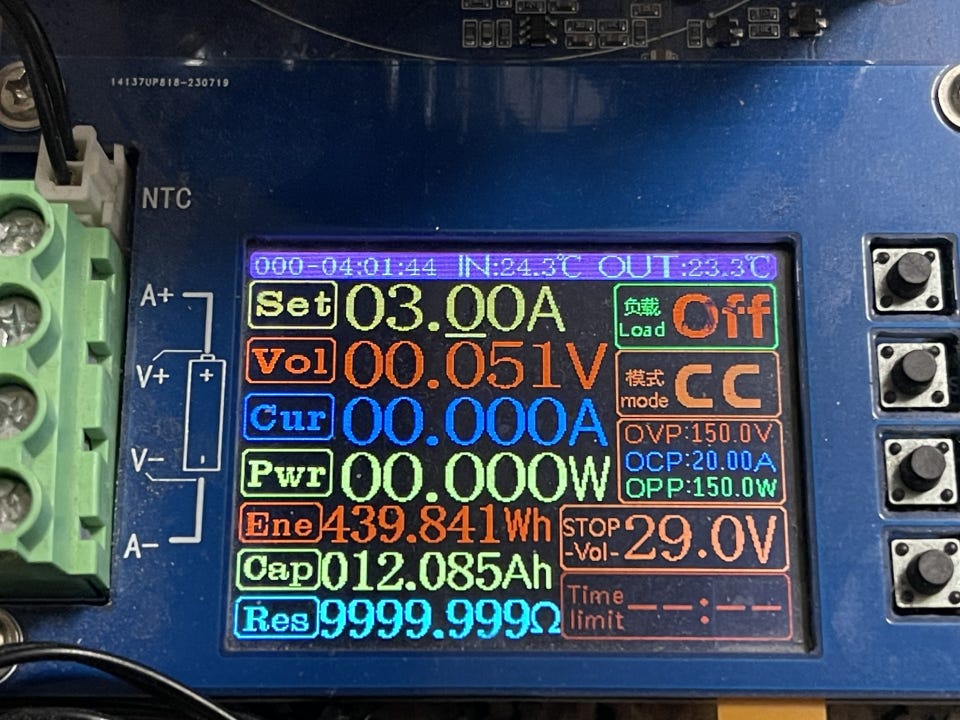 14137UP818-230719
NTC
A+
V+
V-
A-
+
-
000-04:01:44 IN:24.3℃ OUT:23.3℃
Set 03.00A
Vol 00.051V
Cur 00.000A
Pwr 00.000W
Ene 439.841Wh
Cap 012.085Ah
Res 9999.999Ω
负载
Load Off
模式
mode CC
OVP:150.0V
OCP:20.00A
OPP:150.0W
STOP
-Vol- 29.0V
Time
limit --:--